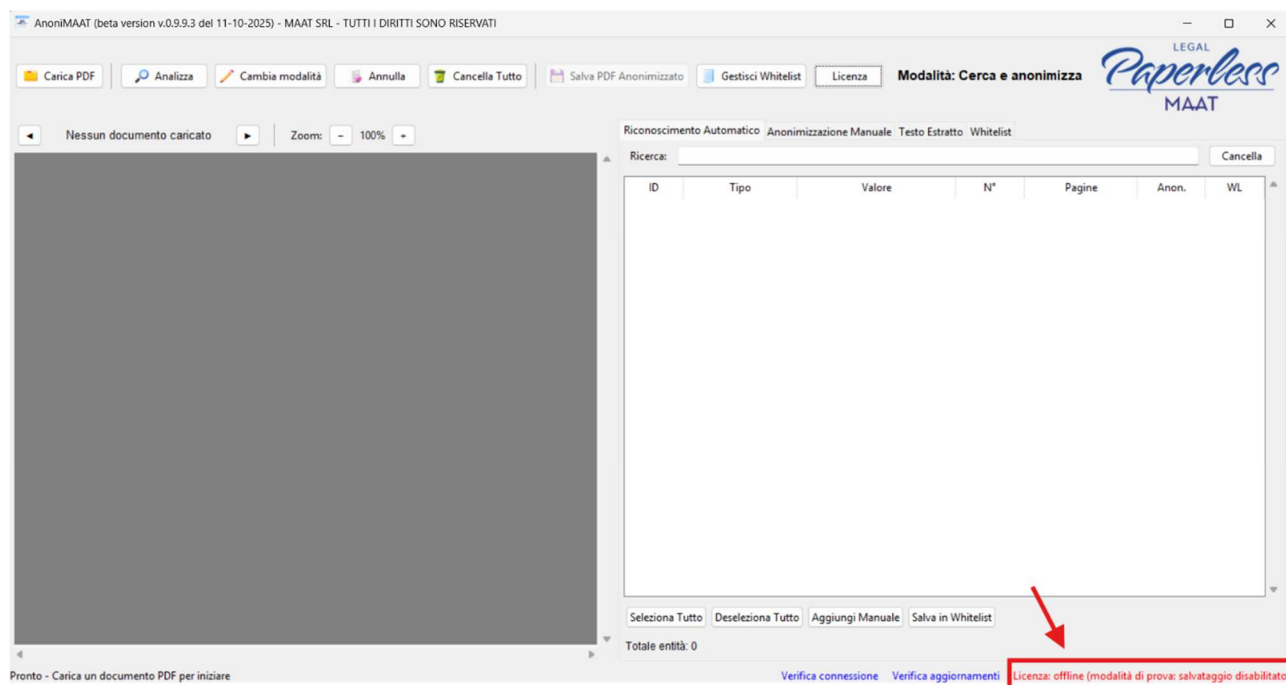 AnoniMAAT (beta version v.0.9.9.3 del 11-10-2025) - MAAT SRL - TUTTI I DIRITTI SONO RISERVATI
Carica PDF Analizza Cambia modalità Annulla Cancella Tutto Salva PDF Anonimizzato Gestisci Whitelist Licenza Modalità: Cerca e anonimizza
LEGAL
Paperless
MAAT
Nessun documento caricato Zoom: - 100% +
Riconoscimento Automatico Anonimizzazione Manuale Testo Estratto Whitelist
Ricerca: Cancella
ID Tipo Valore N° Pagine Anon. WL
Seleziona Tutto Deseleziona Tutto Aggiungi Manuale Salva in Whitelist
Totale entità: 0
Pronto - Carica un documento PDF per iniziare Verifica connessione Verifica aggiornamenti Licenza: offline (modalità di prova: salvataggio disabilitato